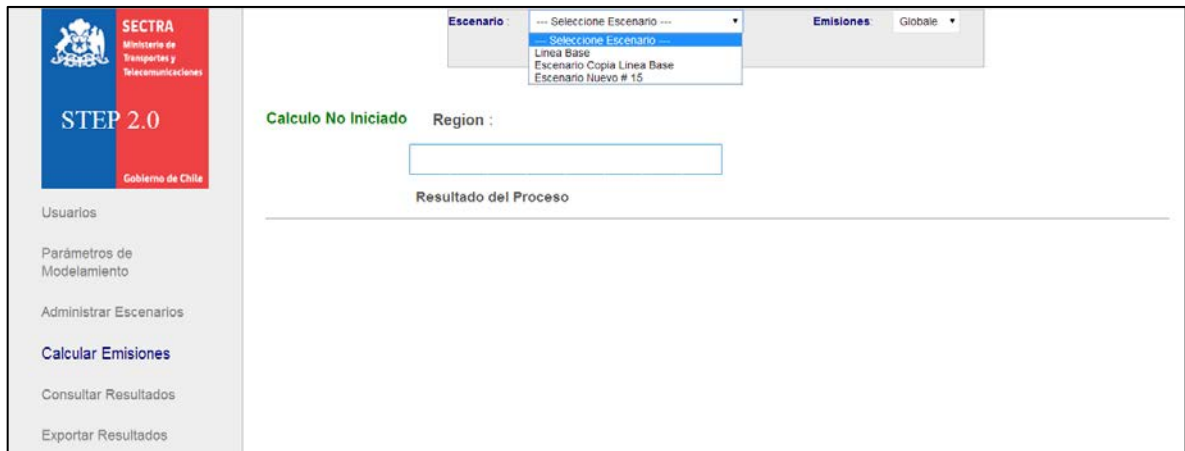 SECTRA
Ministerio de
Transportes y
Telecomunicaciones
STEP 2.0
Gobierno de Chile
Usuarios
Parámetros de
Modelamiento
Administrar Escenarios
Calcular Emisiones
Consultar Resultados
Exportar Resultados
Escenario : --- Seleccione Escenario --- Emisiones: Globale
--- Seleccione Escenario ---
Linea Base
Escenario Copia Linea Base
Escenario Nuevo # 15
Calculo No Iniciado Region :
Resultado del Proceso